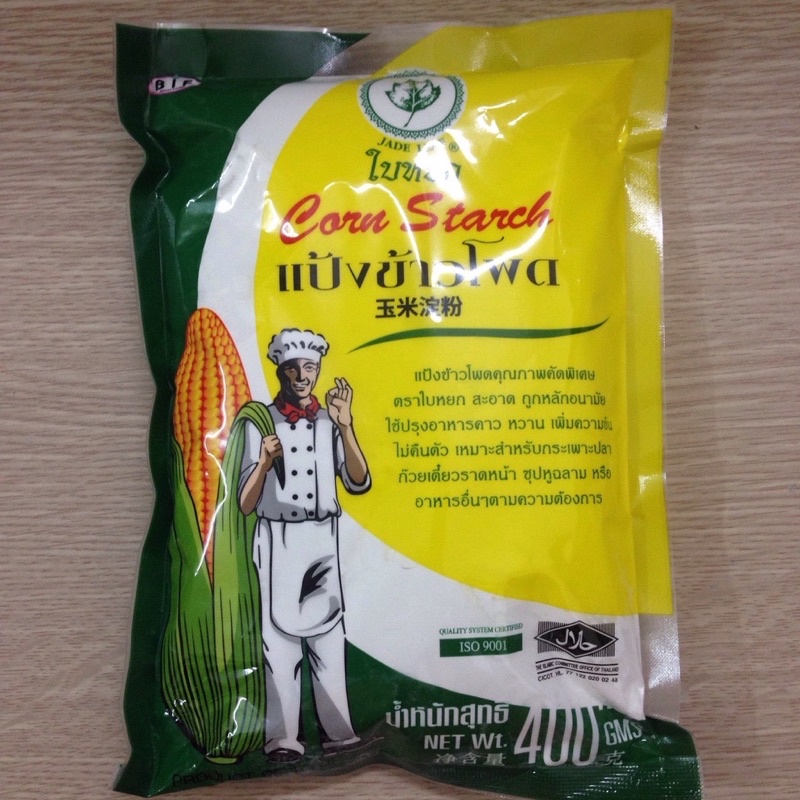 JADE
ใบหยก
Corn Starch
แป้งข้าวโพด
玉米淀粉
แป้งข้าวโพดคุณภาพคัดพิเศษ
ตราใบหยก สะอาด ถูกหลักอนามัย
ใช้ปรุงอาหารคาว หวาน เพิ่มความข้น
ไม่คืนตัว เหมาะสำหรับกระเพาะปลา
ก๋วยเตี๋ยวราดหน้า ซุปหูฉลาม หรือ
อาหารอื่นๆตามความต้องการ
QUALITY SYSTEM CERTIFIED
ISO 9001
حلال
THE ISLAMIC COMMITTEE OFFICE OF THAILAND
น้ำหนักสุทธิ
NET Wt. 400 GMS
净含量 克